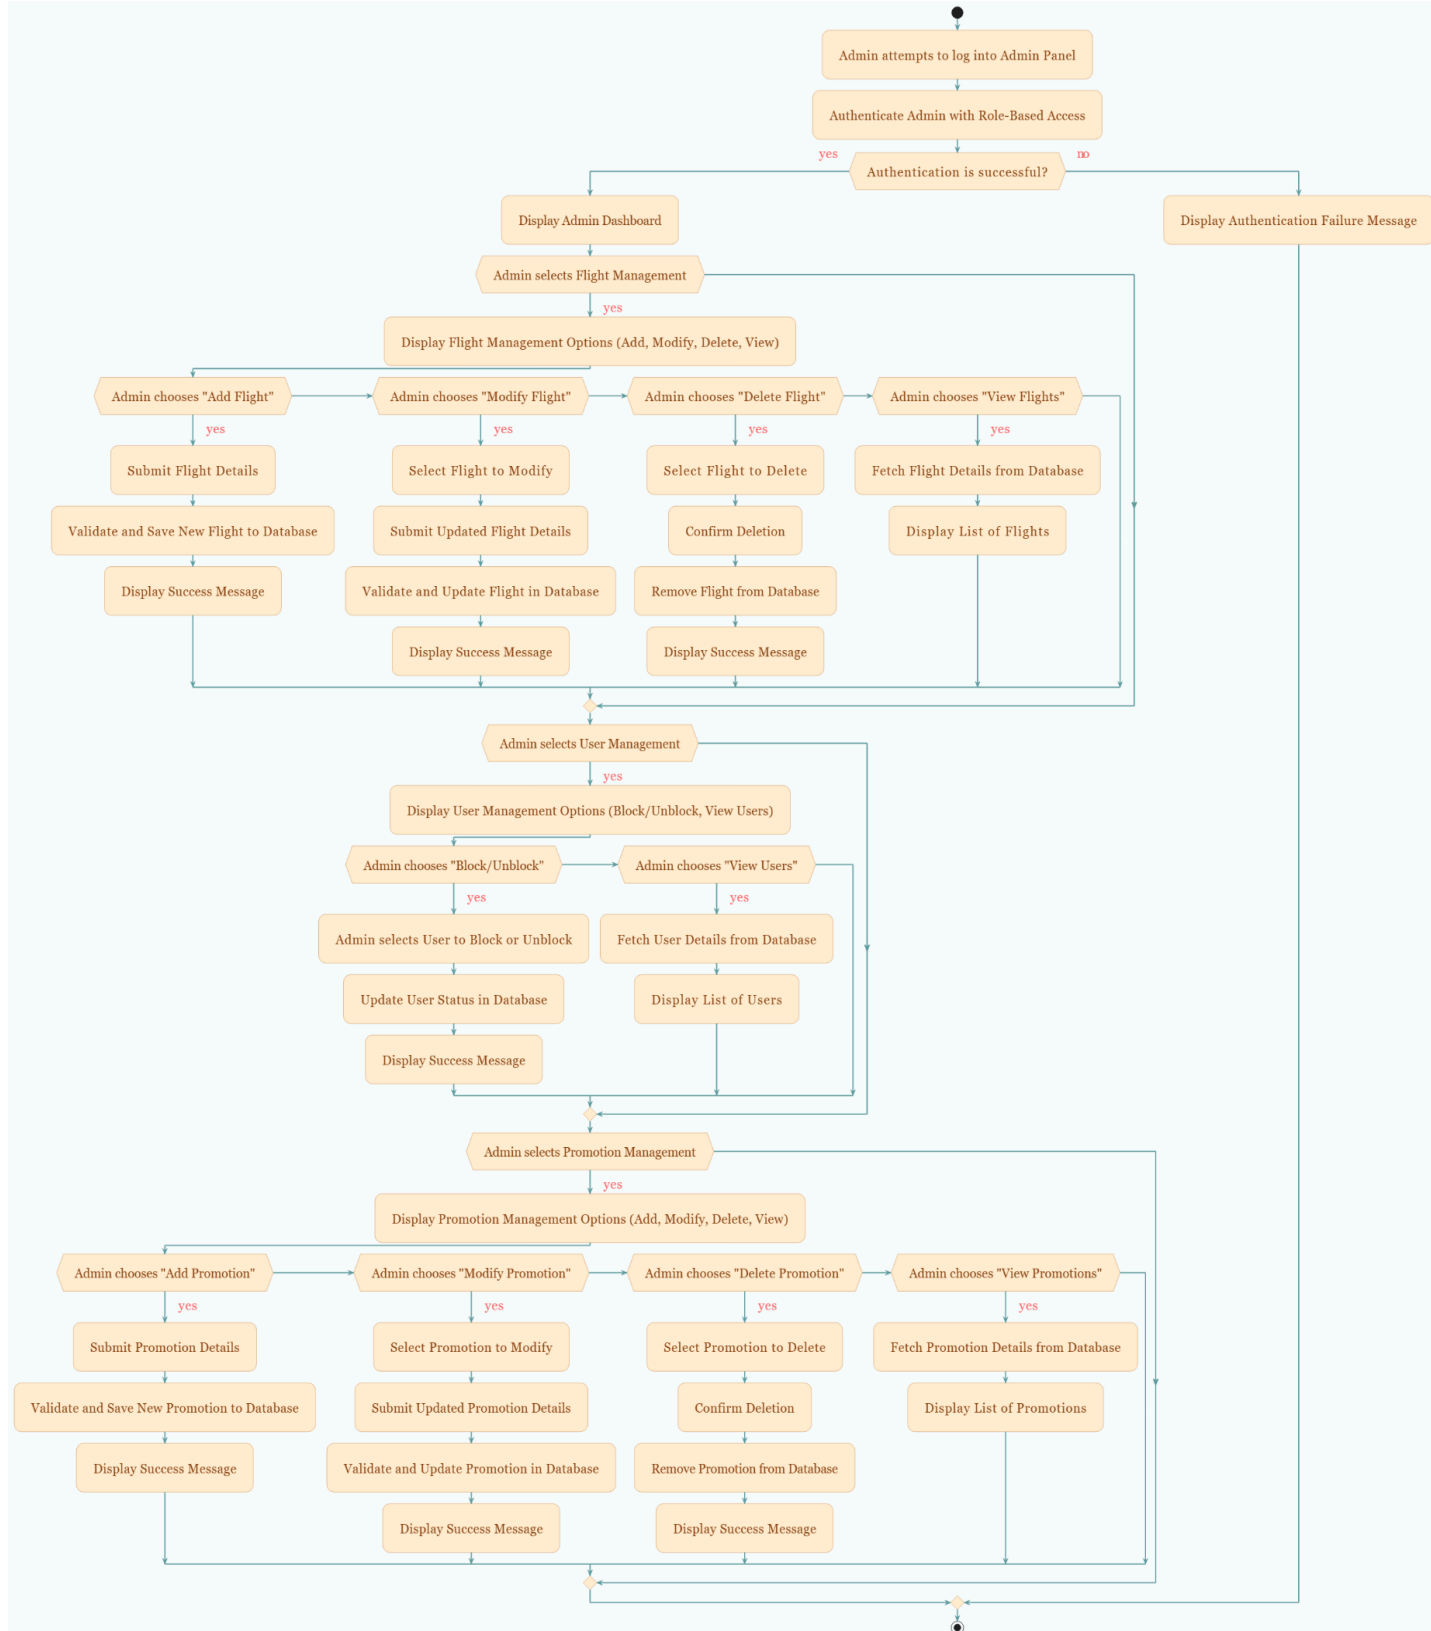 Admin attempts to log into Admin Panel
Authenticate Admin with Role-Based Access
yes
Authentication is successful?
no
Display Admin Dashboard
Display Authentication Failure Message
Admin selects Flight Management
yes
Display Flight Management Options (Add, Modify, Delete, View)
Admin chooses "Add Flight"
Admin chooses "Modify Flight"
Admin chooses "Delete Flight"
Admin chooses "View Flights"
yes
yes
yes
yes
Submit Flight Details
Select Flight to Modify
Select Flight to Delete
Fetch Flight Details from Database
Validate and Save New Flight to Database
Submit Updated Flight Details
Confirm Deletion
Display List of Flights
Display Success Message
Validate and Update Flight in Database
Remove Flight from Database
Display Success Message
Display Success Message
Admin selects User Management
yes
Display User Management Options (Block/Unblock, View Users)
Admin chooses "Block/Unblock"
Admin chooses "View Users"
yes
yes
Admin selects User to Block or Unblock
Fetch User Details from Database
Update User Status in Database
Display List of Users
Display Success Message
Admin selects Promotion Management
yes
Display Promotion Management Options (Add, Modify, Delete, View)
Admin chooses "Add Promotion"
Admin chooses "Modify Promotion"
Admin chooses "Delete Promotion"
Admin chooses "View Promotions"
yes
yes
yes
yes
Submit Promotion Details
Select Promotion to Modify
Select Promotion to Delete
Fetch Promotion Details from Database
Validate and Save New Promotion to Database
Submit Updated Promotion Details
Confirm Deletion
Display List of Promotions
Display Success Message
Validate and Update Promotion in Database
Remove Promotion from Database
Display Success Message
Display Success Message